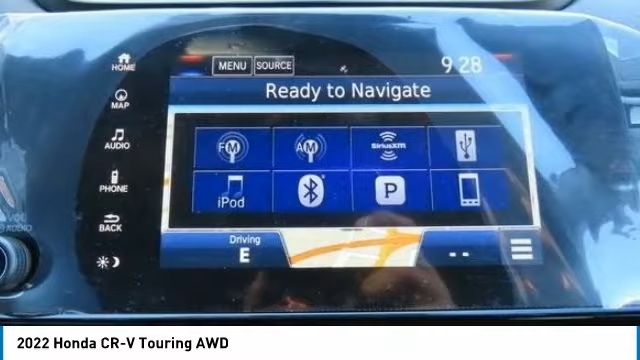 HOME
MENU SOURCE 9:28
Ready to Navigate
MAP
FM AM SiriusXM
AUDIO
PHONE
iPod P
BACK
Driving
E --
AUDIO
2022 Honda CR-V Touring AWD